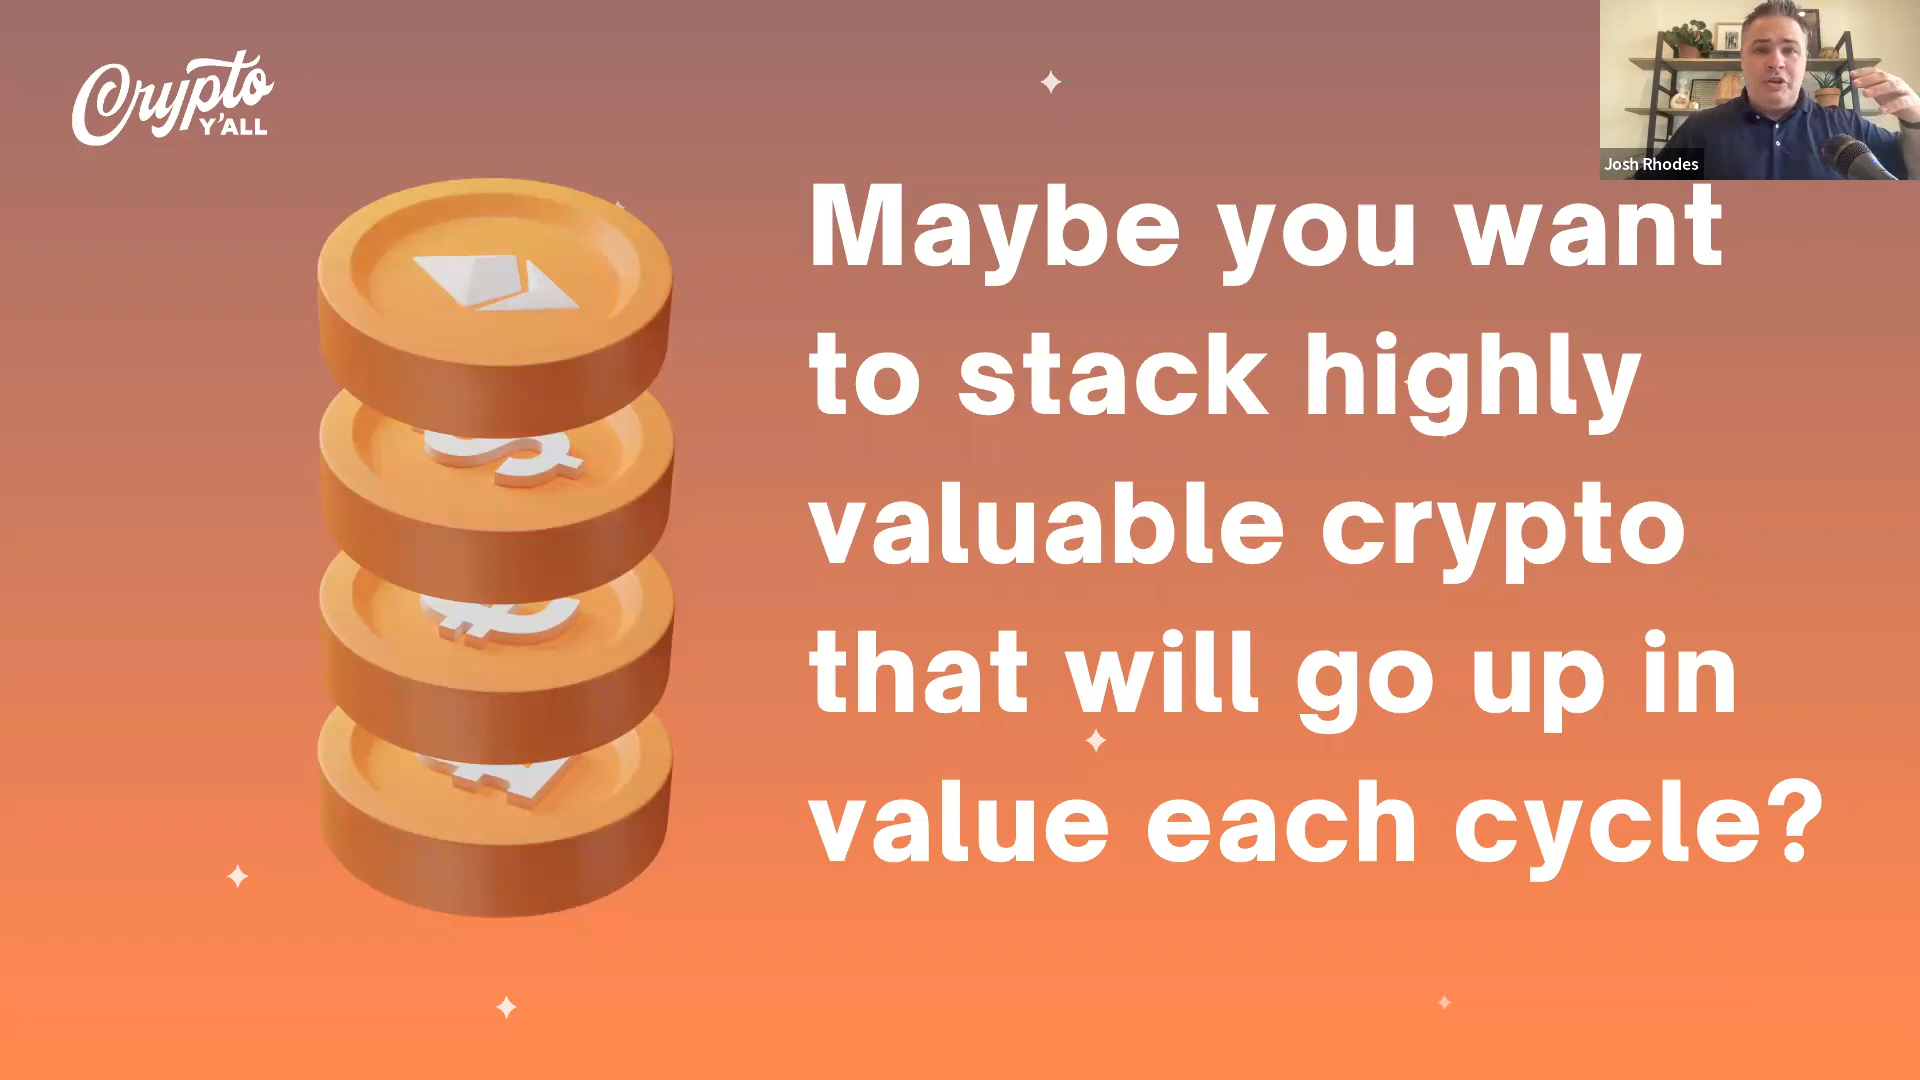 Crypto
Y'ALL
Josh Rhodes
Maybe you want
to stack highly
valuable crypto
that will go up in
value each cycle?